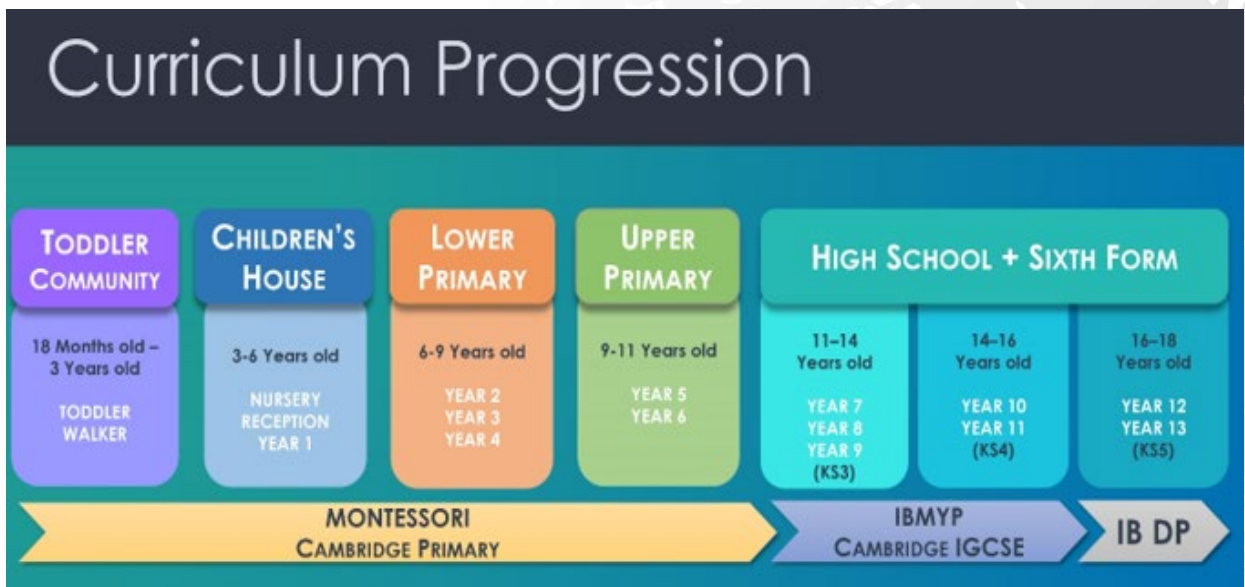 Curriculum Progression
TODDLER
COMMUNITY
18 Months old –
3 Years old
TODDLER
WALKER
CHILDREN'S
HOUSE
3-6 Years old
NURSERY
RECEPTION
YEAR 1
LOWER
PRIMARY
6-9 Years old
YEAR 2
YEAR 3
YEAR 4
UPPER
PRIMARY
9-11 Years old
YEAR 5
YEAR 6
HIGH SCHOOL + SIXTH FORM
11–14
Years old
YEAR 7
YEAR 8
YEAR 9
(KS3)
14–16
Years old
YEAR 10
YEAR 11
(KS4)
16–18
Years old
YEAR 12
YEAR 13
(KS5)
MONTESSORI
CAMBRIDGE PRIMARY
IBMYP
CAMBRIDGE IGCSE
IB DP